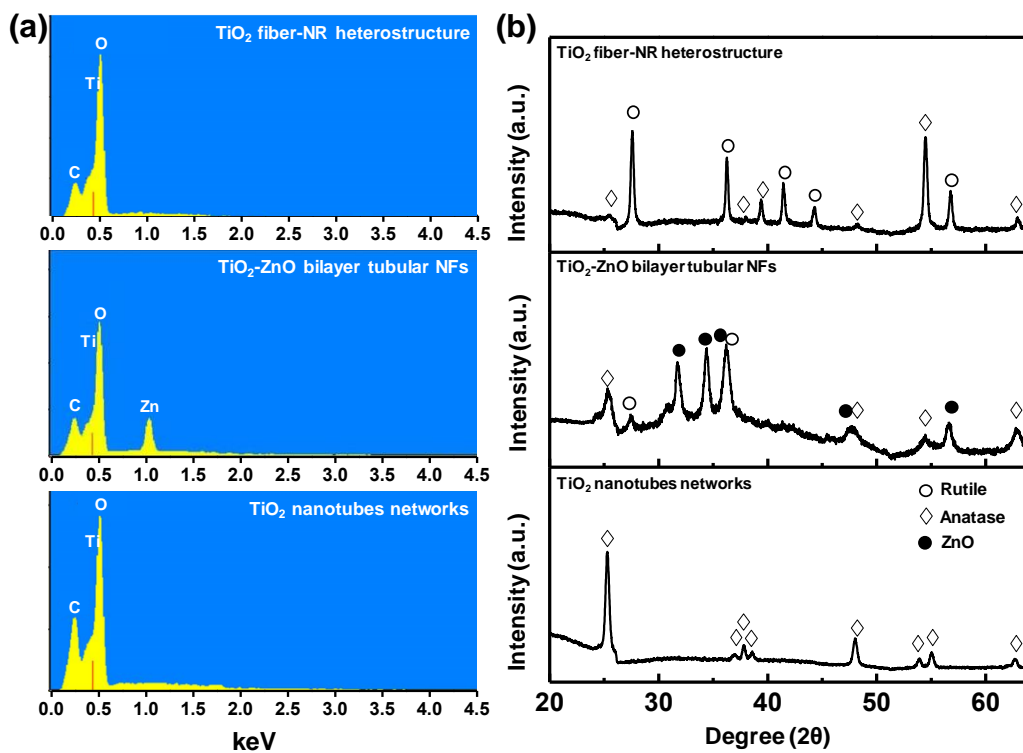 (a)
TiO2 fiber-NR heterostructure
O
Ti
C
0.0 0.5 1.0 1.5 2.0 2.5 3.0 3.5 4.0 4.5
TiO2-ZnO bilayer tubular NFs
O
Ti
C
Zn
0.0 0.5 1.0 1.5 2.0 2.5 3.0 3.5 4.0 4.5
TiO2 nanotubes networks
O
Ti
C
0.0 0.5 1.0 1.5 2.0 2.5 3.0 3.5 4.0 4.5
keV
(b)
TiO2 fiber-NR heterostructure
Intensity (a.u.)
TiO2-ZnO bilayer tubular NFs
Intensity (a.u.)
TiO2 nanotubes networks
Rutile
Anatase
ZnO
Intensity (a.u.)
20 30 40 50 60
Degree (2θ)